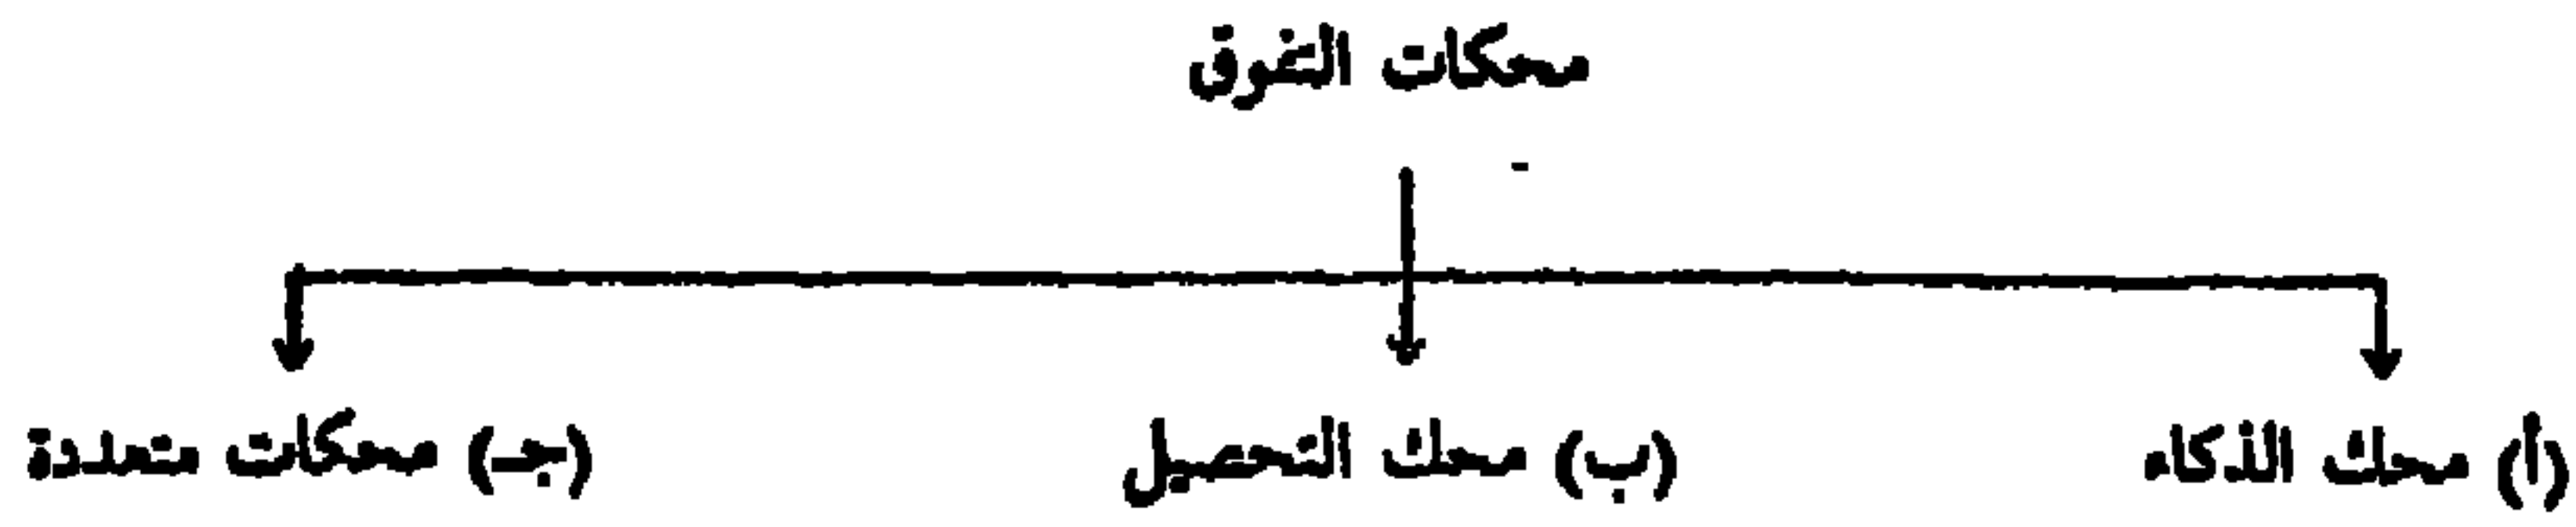 محكات التفوق
(أ) محك الذكاء
(ب) محك التحصيل
(جـ) محكات متعددة